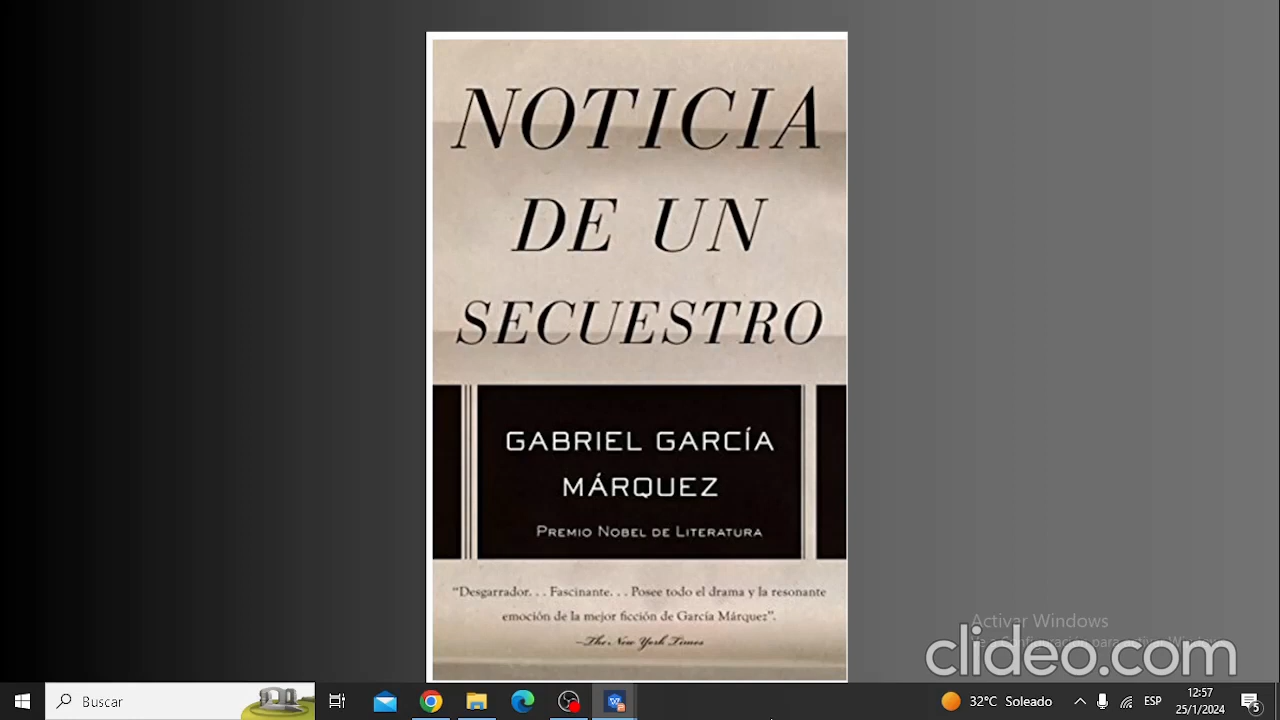 NOTICIA
DE UN
SECUESTRO
GABRIEL GARCÍA
MÁRQUEZ
PREMIO NOBEL DE LITERATURA
“Desgarrador. . . Fascinante. . . Posee todo el drama y la resonante
emoción de la mejor ficción de García Márquez”.
–The New York Times
Activar Windows
clideo.com
Buscar
32°C Soleado
ESP
12:57
25/1/2024
5